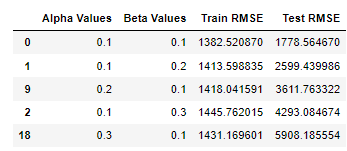 Alpha Values Beta Values Train RMSE Test RMSE
0 0.1 0.1 1382.520870 1778.564670
1 0.1 0.2 1413.598835 2599.439986
9 0.2 0.1 1418.041591 3611.763322
2 0.1 0.3 1445.762015 4293.084674
18 0.3 0.1 1431.169601 5908.185554